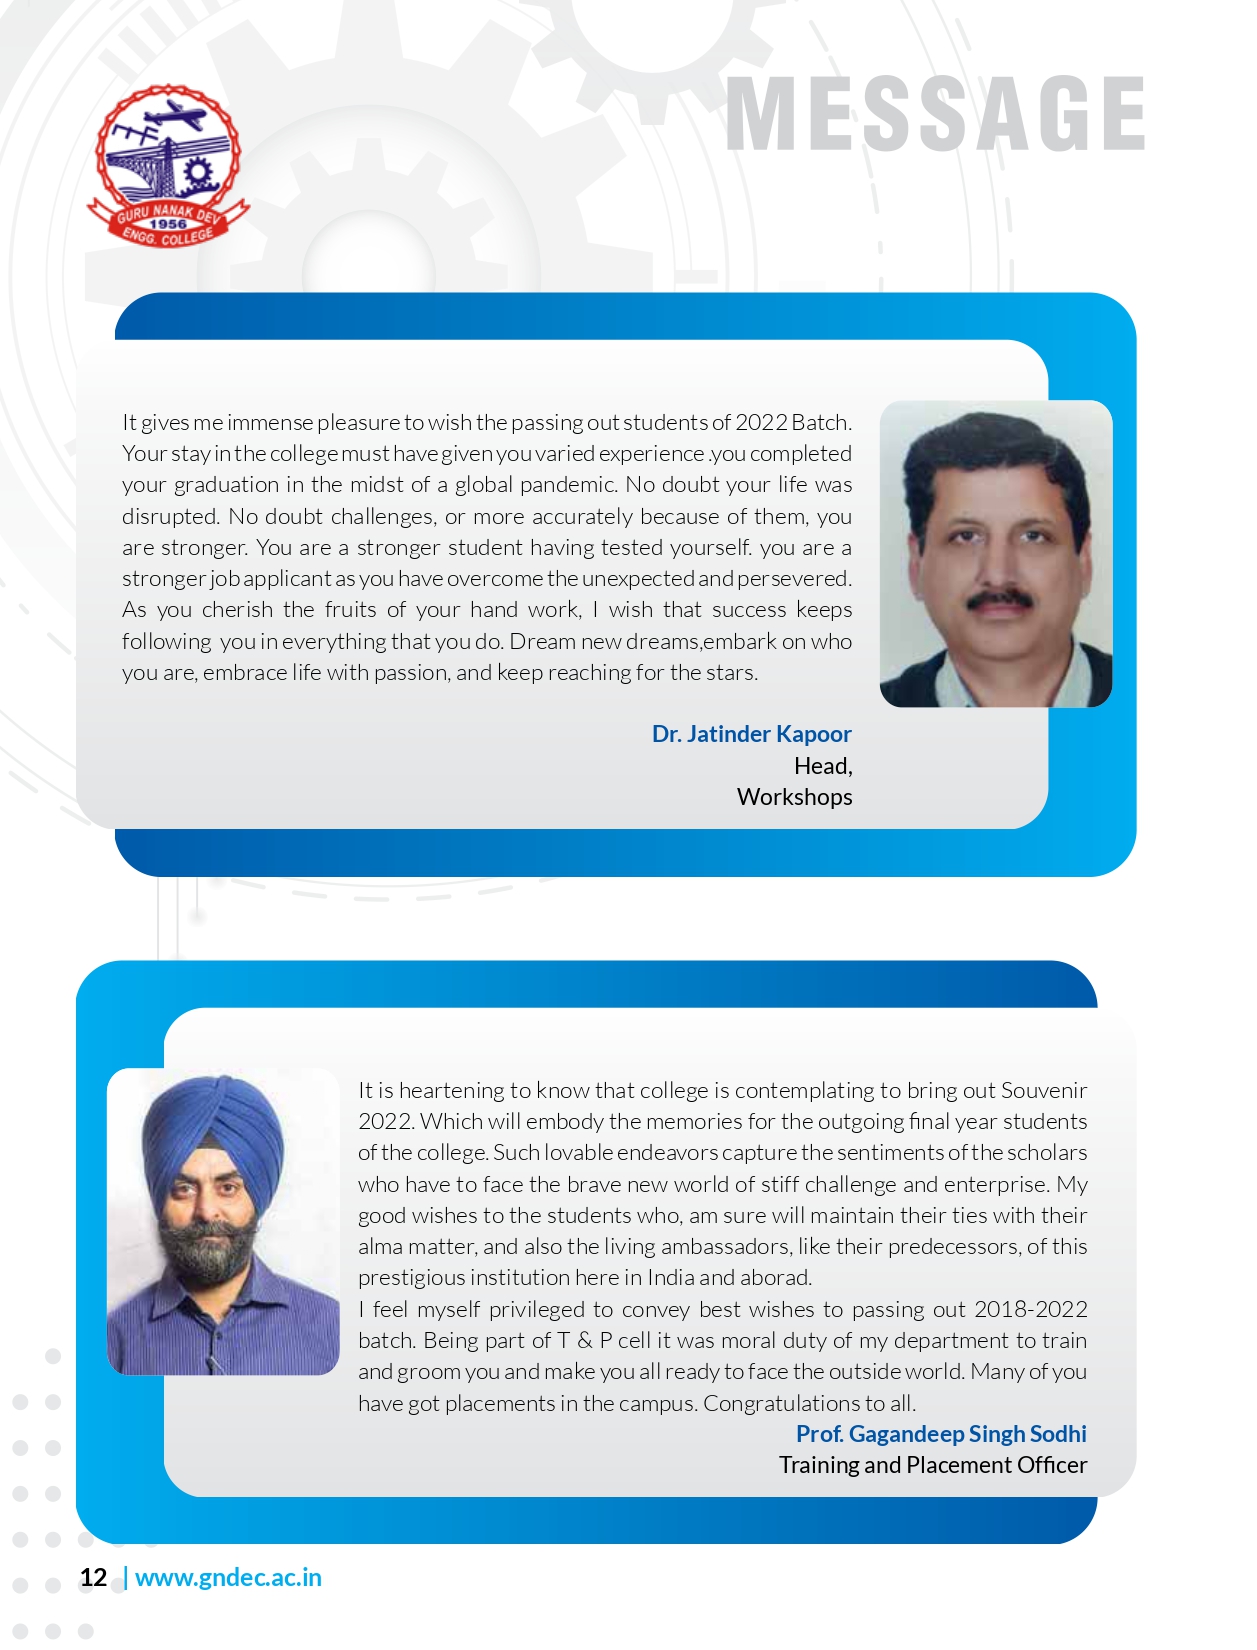 MESSAGE
GURU NANAK DEV
1956
ENGG. COLLEGE
It gives me immense pleasure to wish the passing out students of 2022 Batch.
Your stay in the college must have given you varied experience .you completed
your graduation in the midst of a global pandemic. No doubt your life was
disrupted. No doubt challenges, or more accurately because of them, you
are stronger. You are a stronger student having tested yourself. you are a
stronger job applicant as you have overcome the unexpected and persevered.
As you cherish the fruits of your hand work, I wish that success keeps
following you in everything that you do. Dream new dreams,embark on who
you are, embrace life with passion, and keep reaching for the stars.
Dr. Jatinder Kapoor
Head,
Workshops
It is heartening to know that college is contemplating to bring out Souvenir
2022. Which will embody the memories for the outgoing final year students
of the college. Such lovable endeavors capture the sentiments of the scholars
who have to face the brave new world of stiff challenge and enterprise. My
good wishes to the students who, am sure will maintain their ties with their
alma matter, and also the living ambassadors, like their predecessors, of this
prestigious institution here in India and aborad.
I feel myself privileged to convey best wishes to passing out 2018-2022
batch. Being part of T & P cell it was moral duty of my department to train
and groom you and make you all ready to face the outside world. Many of you
have got placements in the campus. Congratulations to all.
Prof. Gagandeep Singh Sodhi
Training and Placement Officer
12 | www.gndec.ac.in